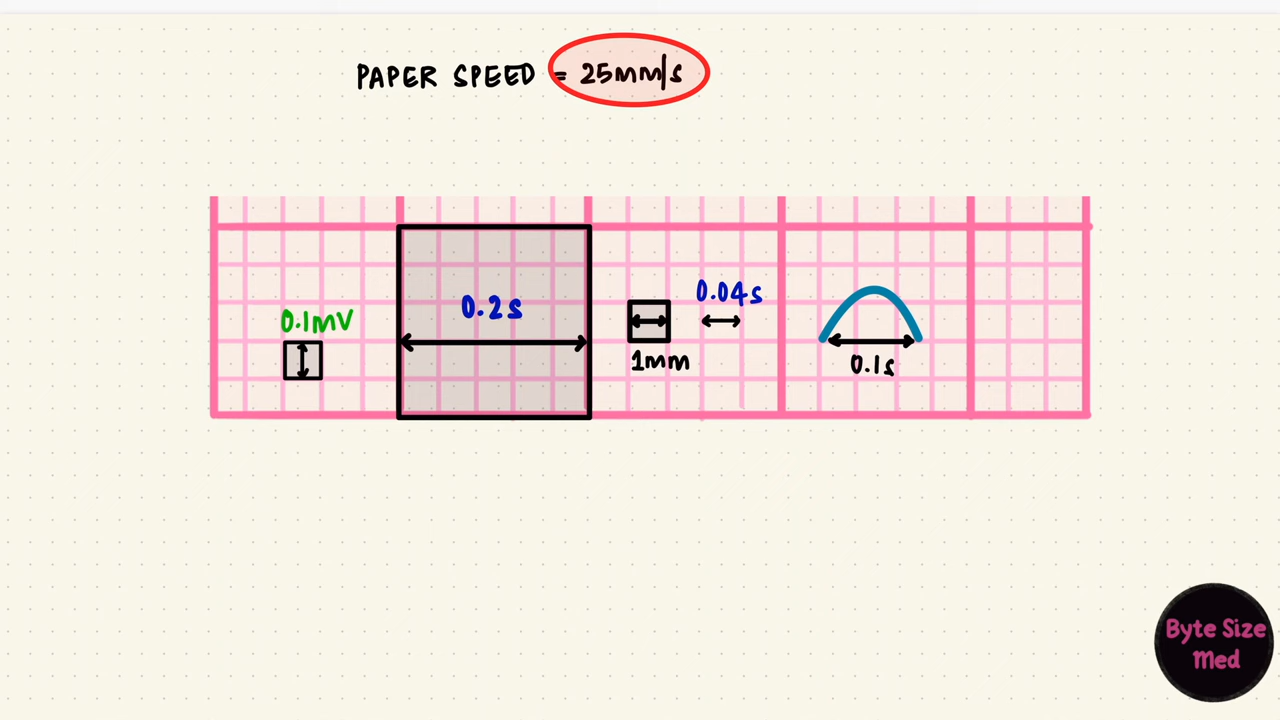 PAPER SPEED = 25mm/s
0.1mV
0.2s
0.04s
1mm
0.1s
Byte Size
Med